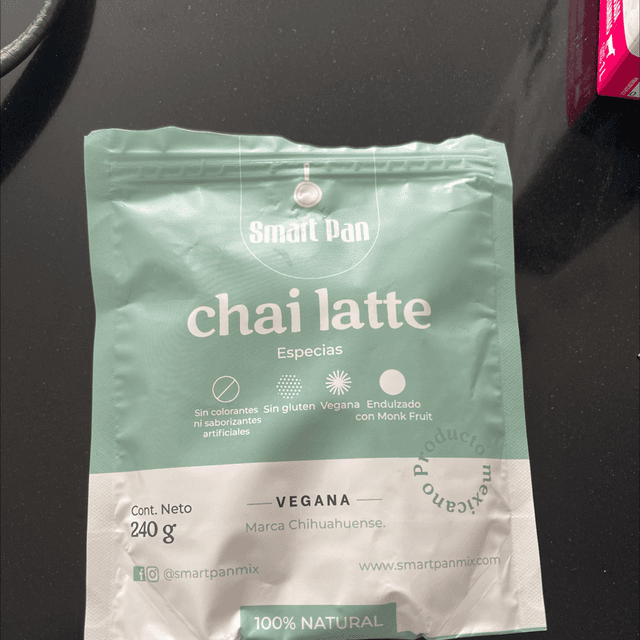 Smart Pan
chai latte
Especias
Sin colorantes
ni saborizantes
artificiales
Sin gluten
Vegana
Endulzado
con Monk Fruit
Producto mexicano
Cont. Neto
240 g
VEGANA
Marca Chihuahuense.
@smartpanmix
www.smartpanmix.com
100% NATURAL